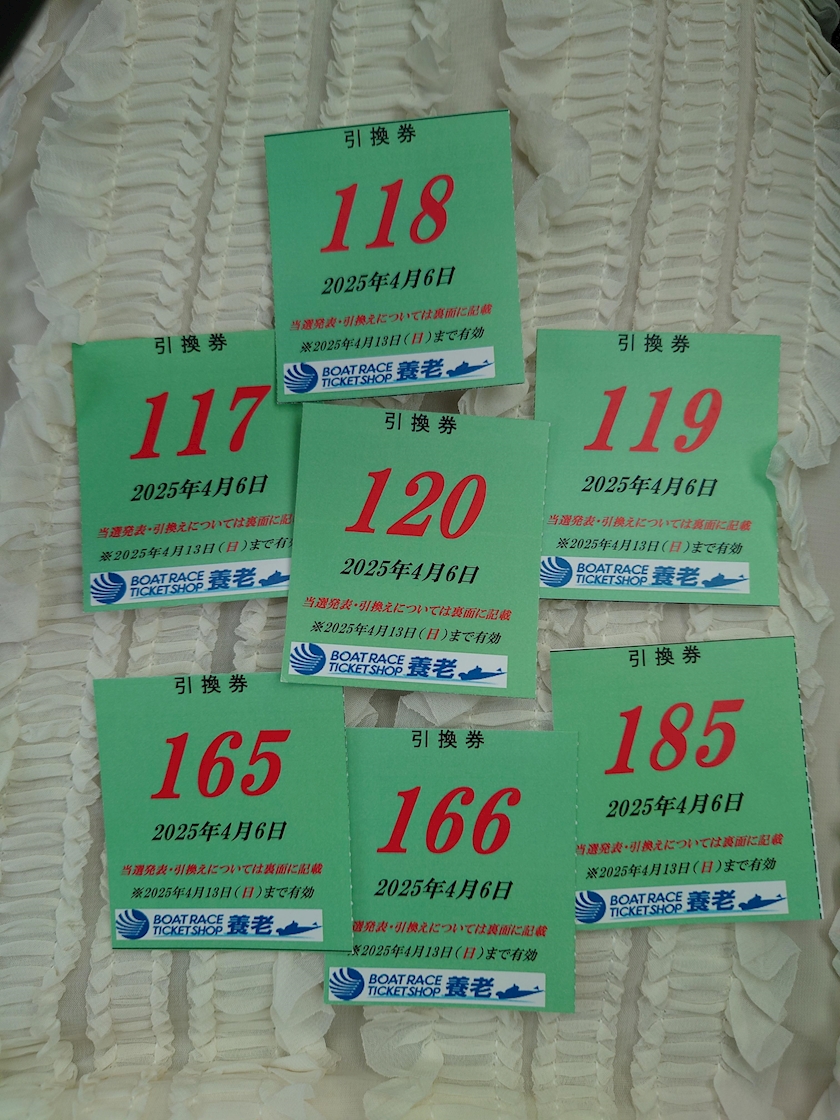 引換券
118
2025年4月6日
当選発表・引換えについては裏面に記載
※2025年4月13日(日)まで有効
BOAT RACE
TICKET SHOP 養老
引換券
117
2025年4月6日
当選発表・引換えについては裏面に記
※2025年4月13日(日)まで有
BOAT RACE
TICKET SHOP 養老
引換券
119
2025年4月6日
当選発表・引換えについては裏面に記載
※2025年4月13日(日)まで有効
BOAT RACE
TICKET SHOP 養老
引換券
120
2025年4月6日
当選発表・引換えについては裏面に記載
※2025年4月13日(日)まで有効
BOAT RACE
TICKET SHOP 養老
引換券
165
2025年4月6日
当選発表・引換えについては裏面に記載
※2025年4月13日(日)まで有効
BOAT RACE
TICKET SHOP 養老
引換券
166
2025年4月6日
選発表・引換えについては裏面に記載
※2025年4月13日(日)まで有効
BOAT RACE
TICKET SHOP 養老
引換券
185
2025年4月6日
当選発表・引換えについては裏面に記載
※2025年4月13日(日)まで有効
BOAT RACE
TICKET SHOP 養老